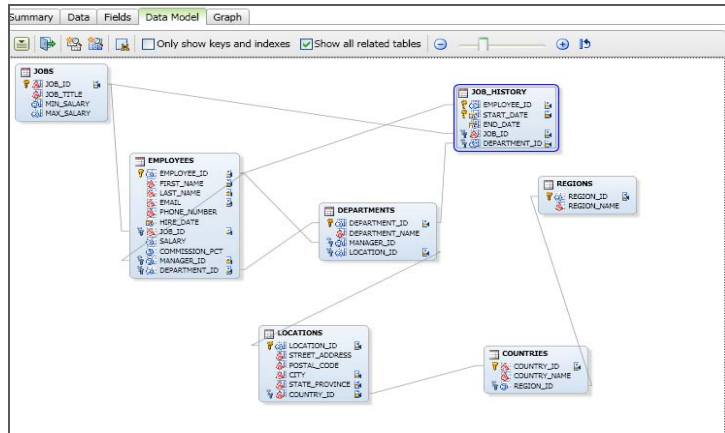 Summary Data Fields Data Model Graph
Only show keys and indexes Show all related tables
JOBS
JOB_ID
JOB_TITLE
MIN_SALARY
MAX_SALARY
JOB_HISTORY
EMPLOYEE_ID
START_DATE
END_DATE
JOB_ID
DEPARTMENT_ID
EMPLOYEES
EMPLOYEE_ID
FIRST_NAME
LAST_NAME
EMAIL
PHONE_NUMBER
HIRE_DATE
JOB_ID
SALARY
COMMISSION_PCT
MANAGER_ID
DEPARTMENT_ID
DEPARTMENTS
DEPARTMENT_ID
DEPARTMENT_NAME
MANAGER_ID
LOCATION_ID
REGIONS
REGION_ID
REGION_NAME
LOCATIONS
LOCATION_ID
STREET_ADDRESS
POSTAL_CODE
CITY
STATE_PROVINCE
COUNTRY_ID
COUNTRIES
COUNTRY_ID
COUNTRY_NAME
REGION_ID